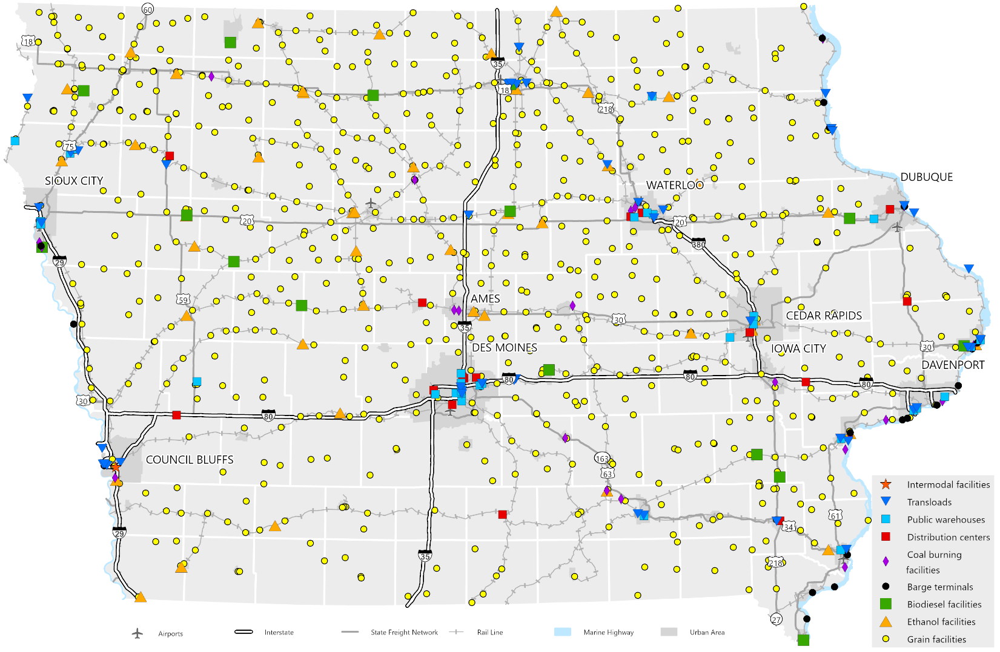 60
18
35
18
218
75
SIOUX CITY
DUBUQUE
WATERLOO
20
20
380
29
59
AMES
30
CEDAR RAPIDS
35
DES MOINES
IOWA CITY
30
DAVENPORT
80
80
80
30
80
COUNCIL BLUFFS
163
63
61
34
29
35
218
27
Intermodal facilities
Transloads
Public warehouses
Distribution centers
Coal burning
facilities
Barge terminals
Biodiesel facilities
Ethanol facilities
Grain facilities
Airports
Interstate
State Freight Network
Rail Line
Marine Highway
Urban Area